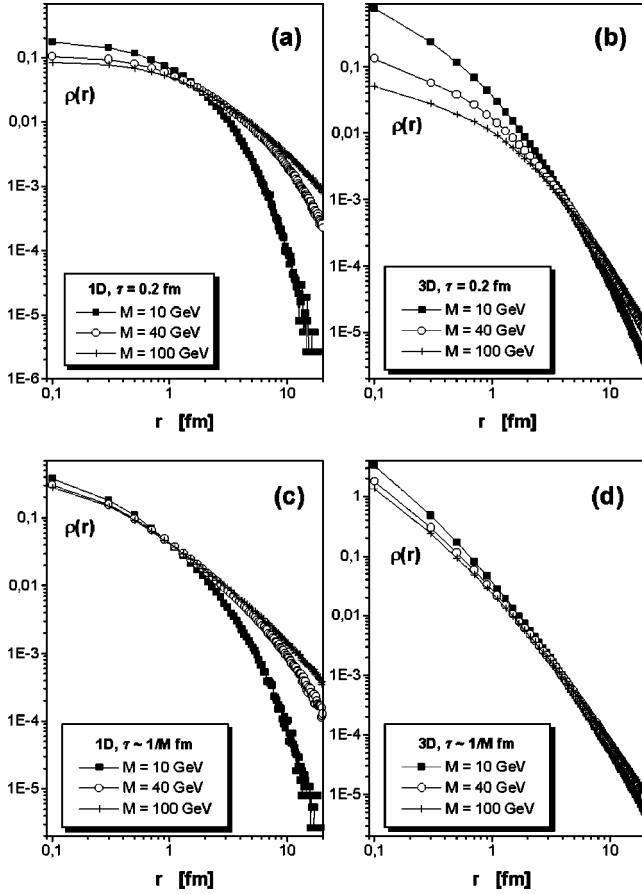 (a)
0,1
ρ(r)
0,01
1E-3
1E-4
1E-5
1E-6
1D, τ = 0.2 fm
M = 10 GeV
M = 40 GeV
M = 100 GeV
0,1 1 10
r [fm]
(b)
0,1
ρ(r)
0,01
1E-3
1E-4
1E-5
3D, τ = 0.2 fm
M = 10 GeV
M = 40 GeV
M = 100 GeV
0,1 1 10
r [fm]
(c)
0,1
ρ(r)
0,01
1E-3
1E-4
1E-5
1D, τ ~ 1/M fm
M = 10 GeV
M = 40 GeV
M = 100 GeV
0,1 1 10
r [fm]
(d)
1
ρ(r)
0,1
0,01
1E-3
1E-4
1E-5
3D, τ ~ 1/M fm
M = 10 GeV
M = 40 GeV
M = 100 GeV
0,1 1 10
r [fm]